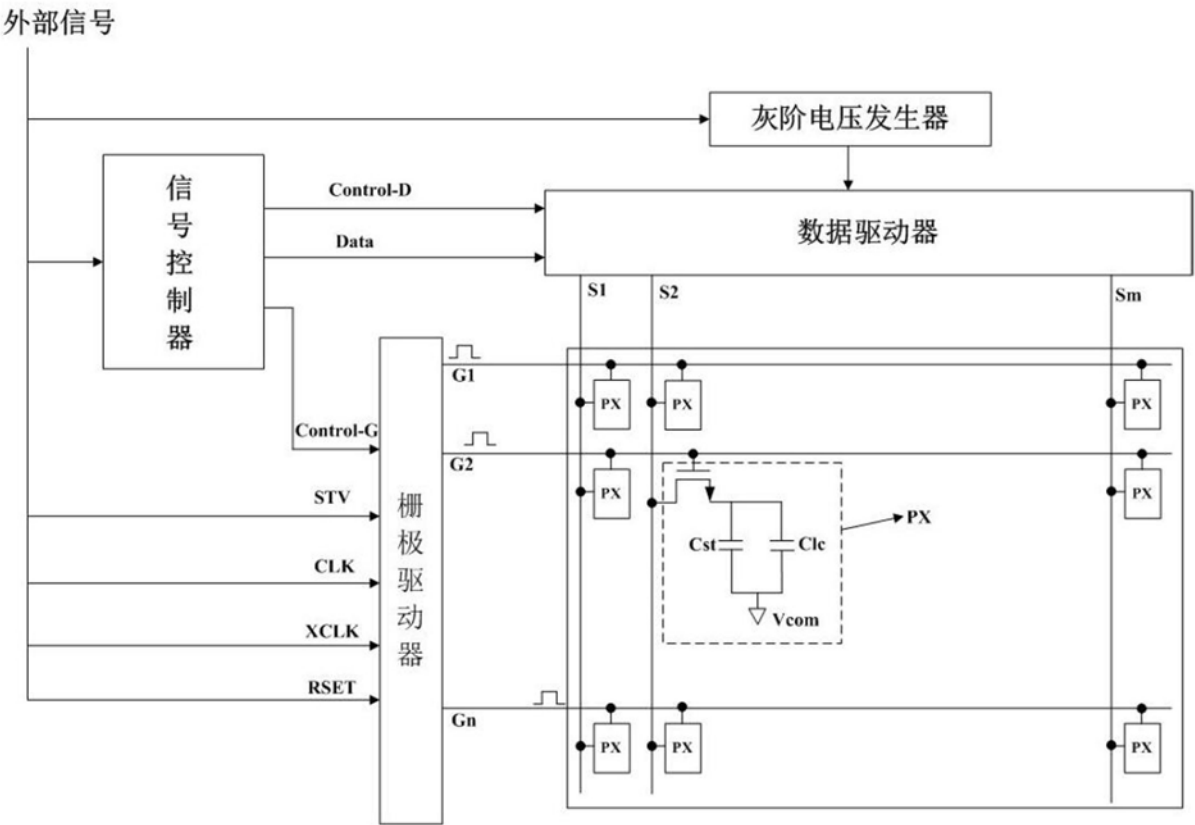 外部信号
灰阶电压发生器
信号控制器
Control-D
数据驱动器
Data
S1
S2
Sm
G1
PX
PX
PX
Control-G
G2
PX
PX
栅极驱动器
STV
PX
Cst
Clc
CLK
Vcom
XCLK
RSET
Gn
PX
PX
PX